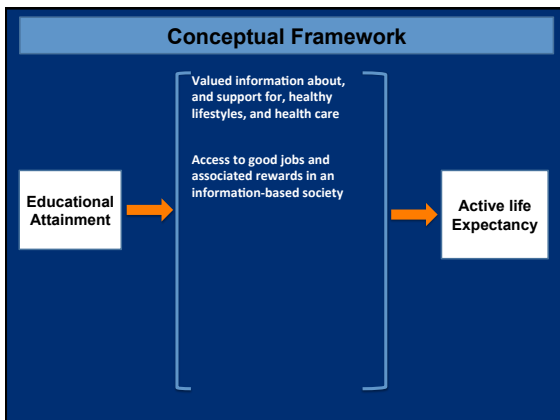 Conceptual Framework
Valued information about,
and support for, healthy
lifestyles, and health care
Access to good jobs and
associated rewards in an
information-based society
Educational
Attainment
Active life
Expectancy